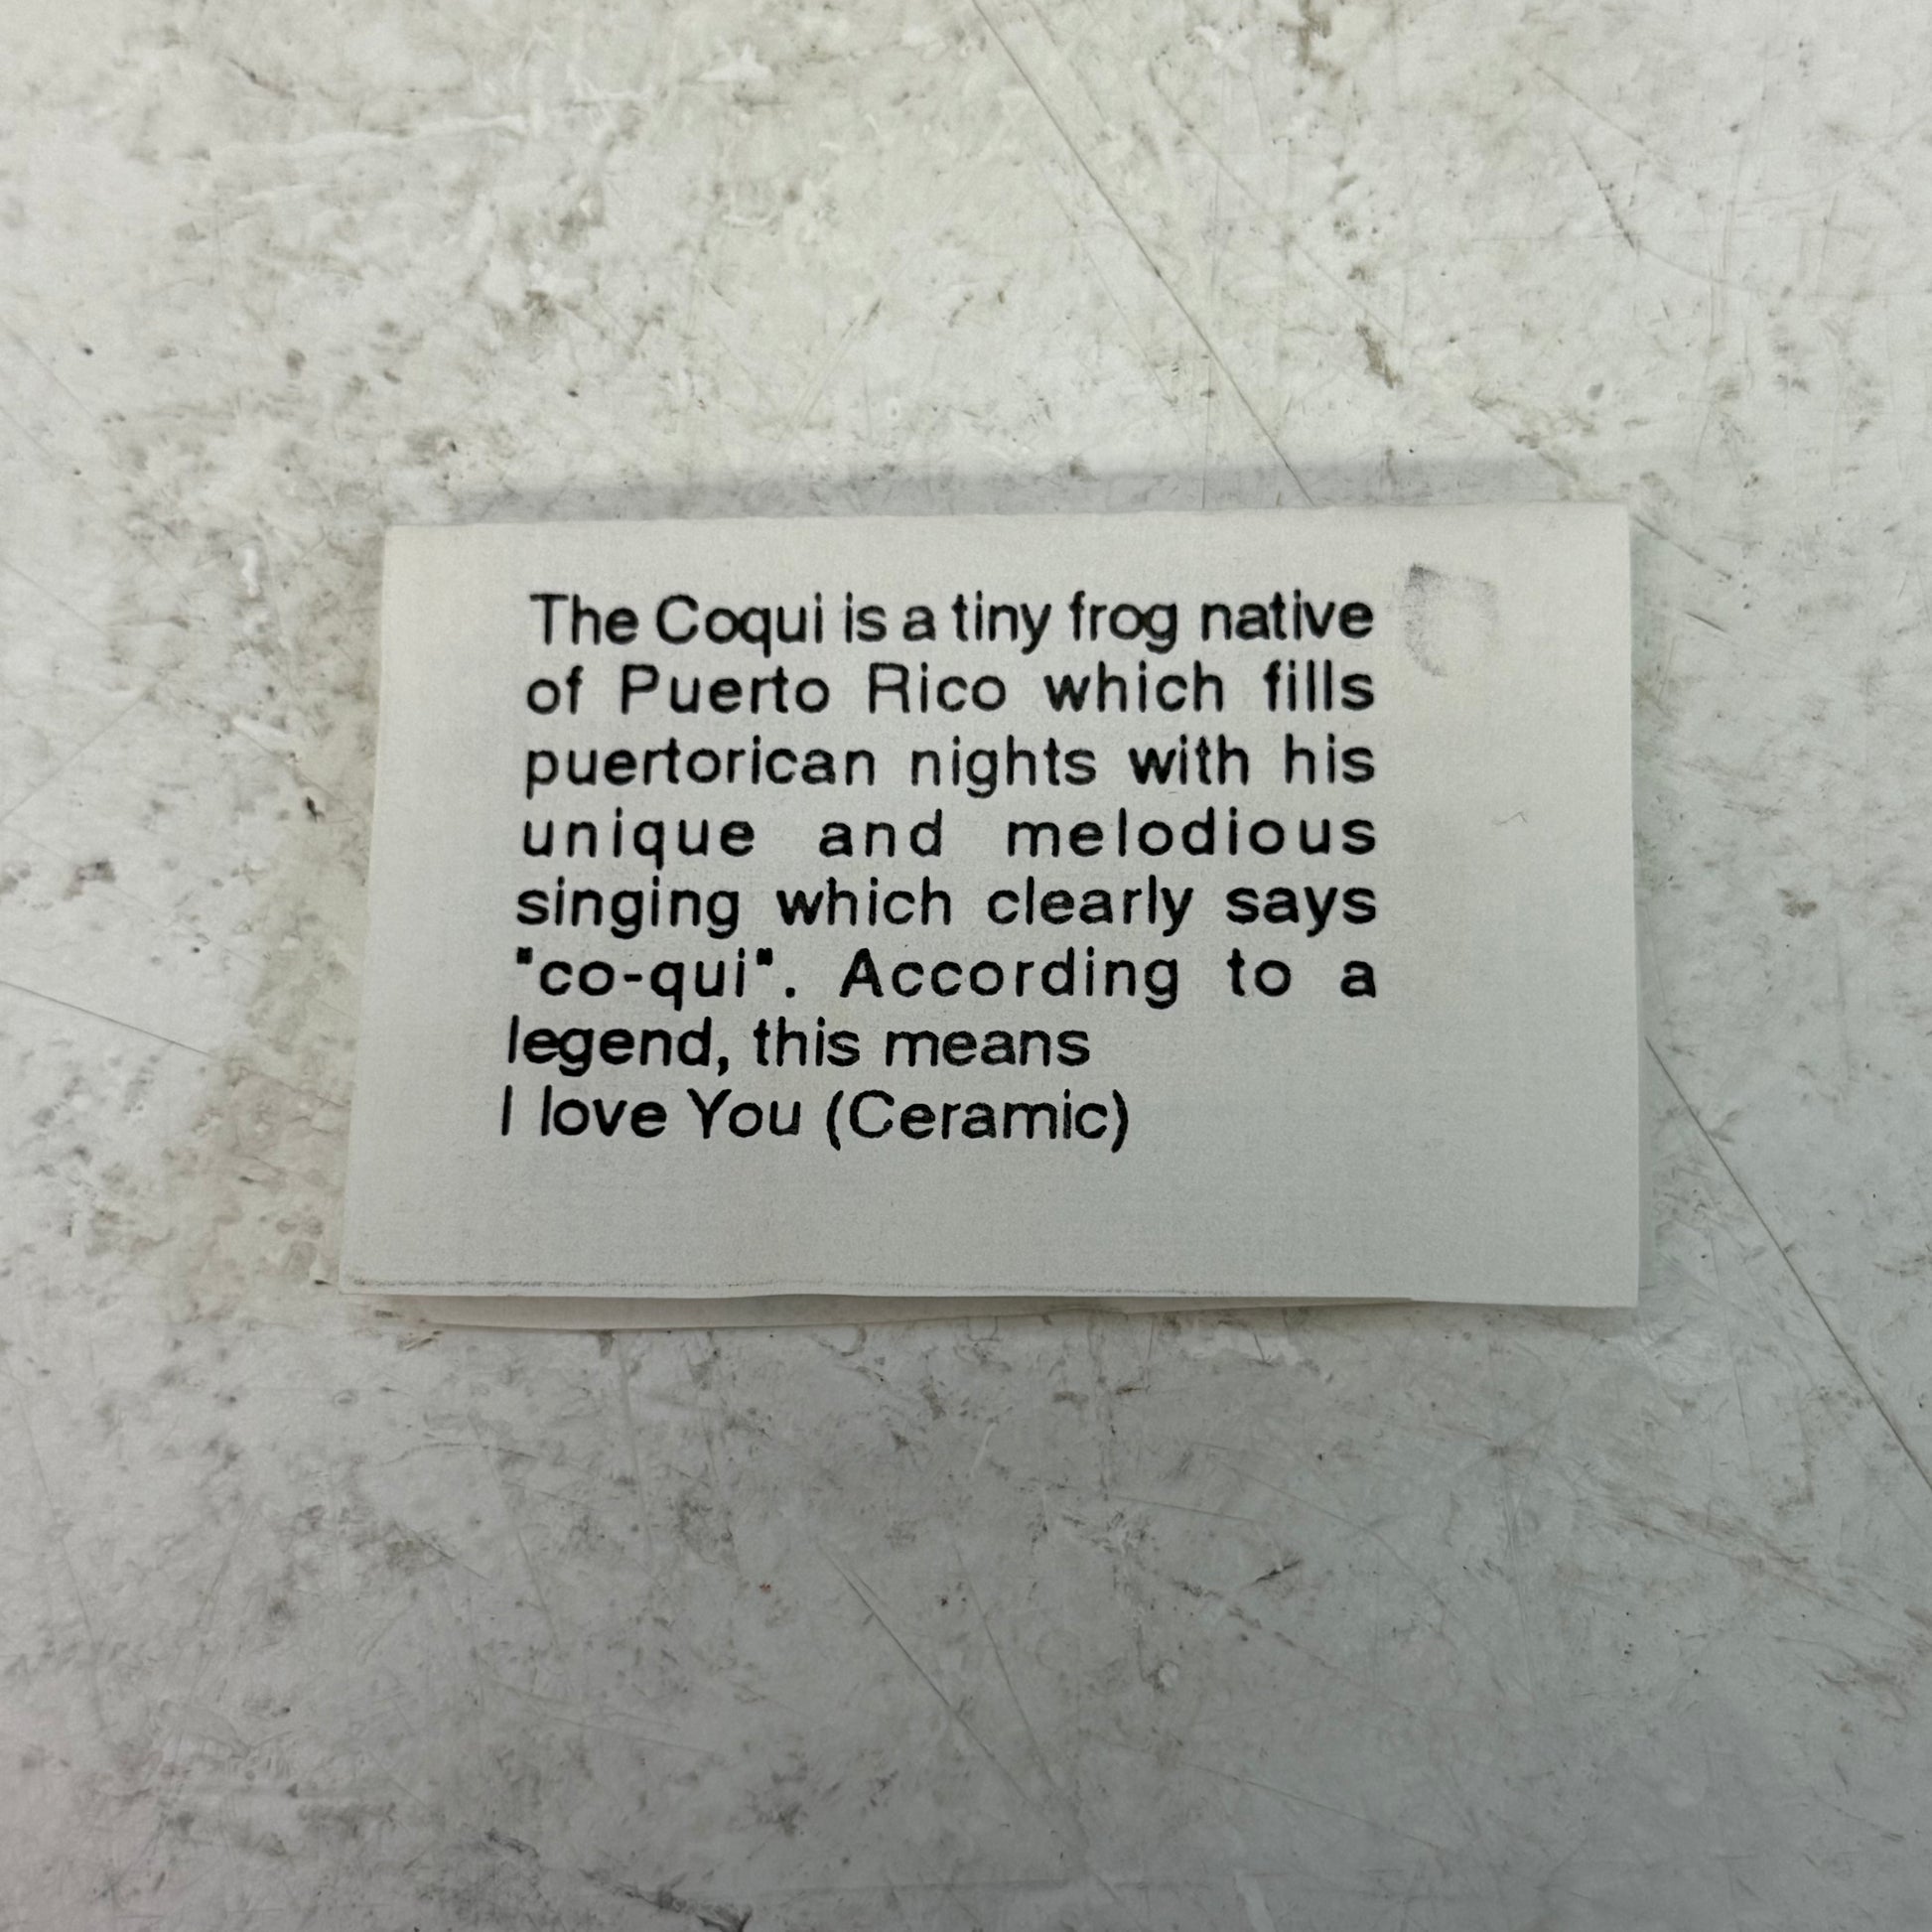 The Coqui is a tiny frog native
of Puerto Rico which fills
puertorican nights with his
unique and melodious
singing which clearly says
"co-qui". According to a
legend, this means
I love You (Ceramic)